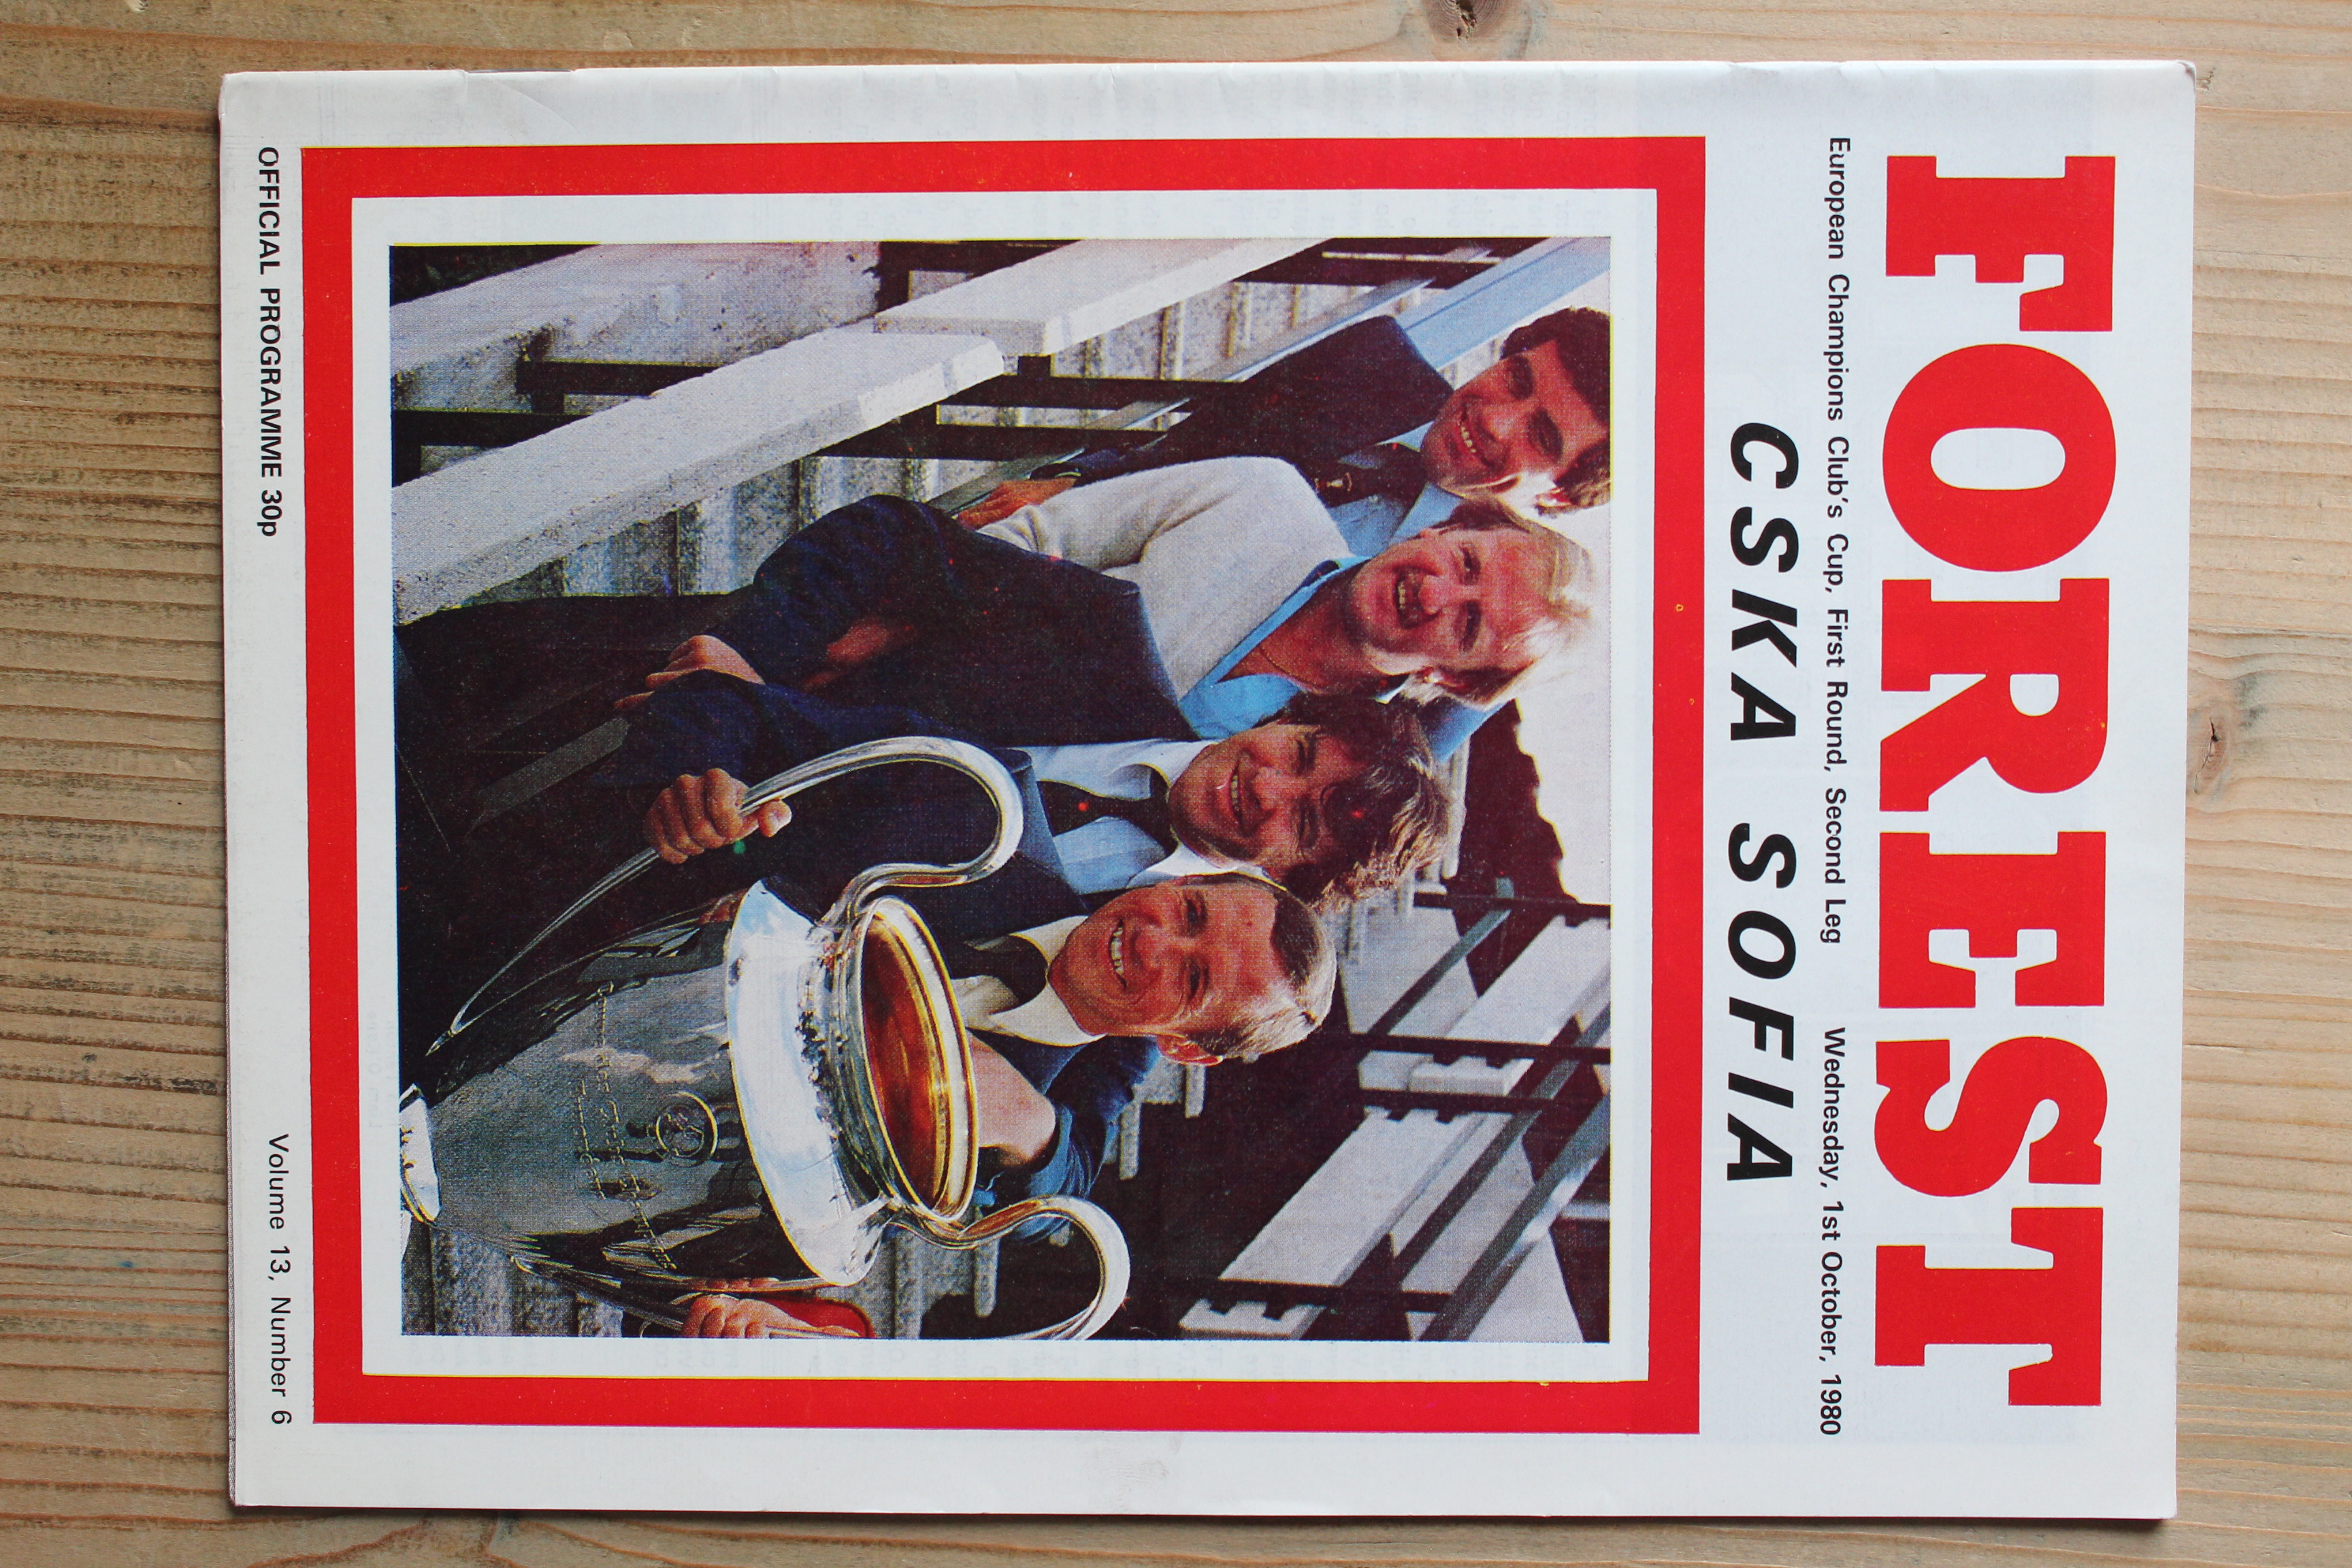 FOREST
European Champions Club's Cup, First Round, Second Leg Wednesday, 1st October, 1980
CSKA SOFIA
OFFICIAL PROGRAMME 30p Volume 13, Number 6